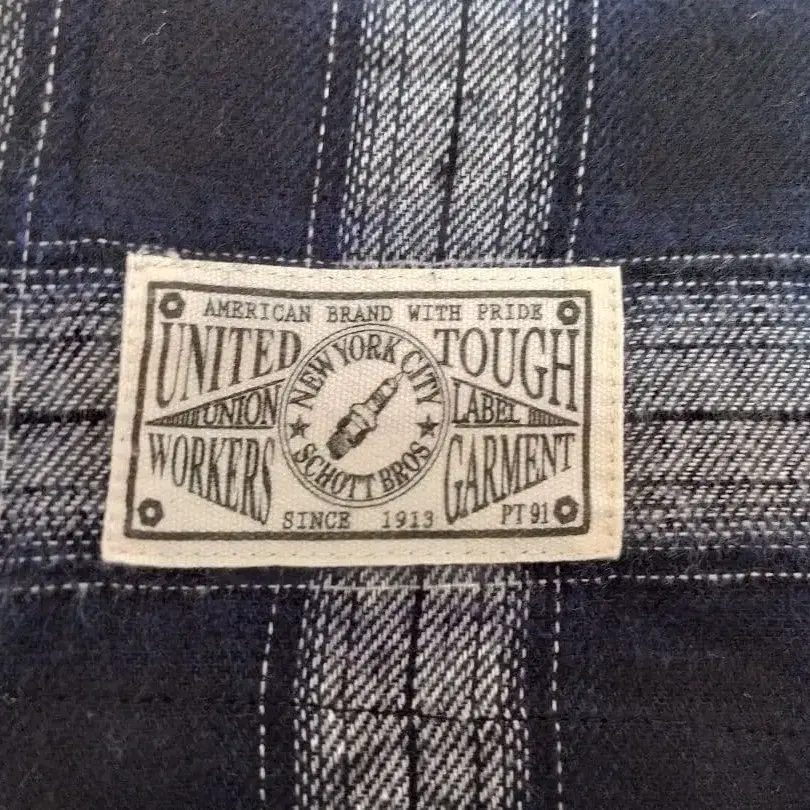 AMERICAN BRAND WITH PRIDE
UNITED TOUGH
NEW YORK CITY
UNION LABEL
WORKERS GARMENT
SCHOTT BROS
SINCE 1913 PT 91